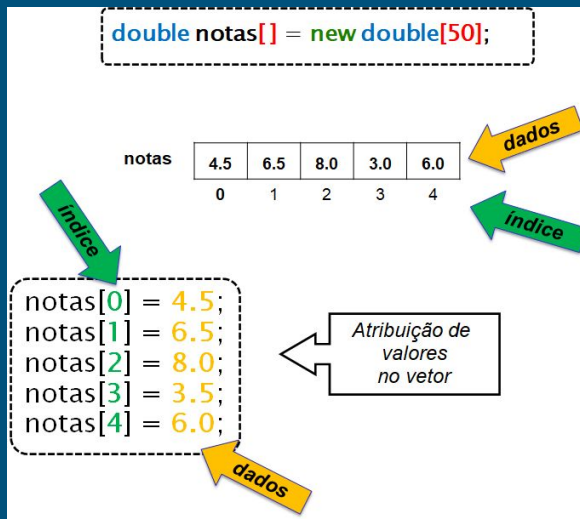 double notas[ ] = new double[50];
dados
notas 4.5 6.5 8.0 3.0 6.0
0 1 2 3 4
índice
índice
notas[0] = 4.5;
notas[1] = 6.5;
notas[2] = 8.0;
notas[3] = 3.5;
notas[4] = 6.0;
Atribuição de
valores
no vetor
dados